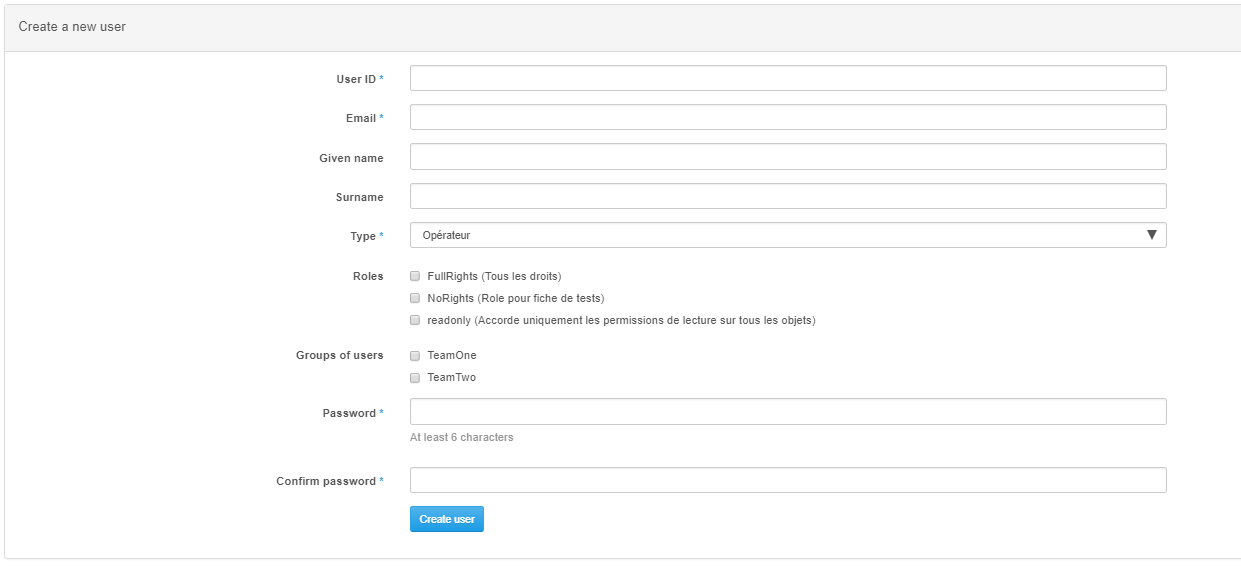 Create a new user
User ID *
Email *
Given name
Surname
Type * Opérateur
Roles FullRights (Tous les droits)
NoRights (Role pour fiche de tests)
readonly (Accorde uniquement les permissions de lecture sur tous les objets)
Groups of users TeamOne
TeamTwo
Password *
At least 6 characters
Confirm password *
Create user